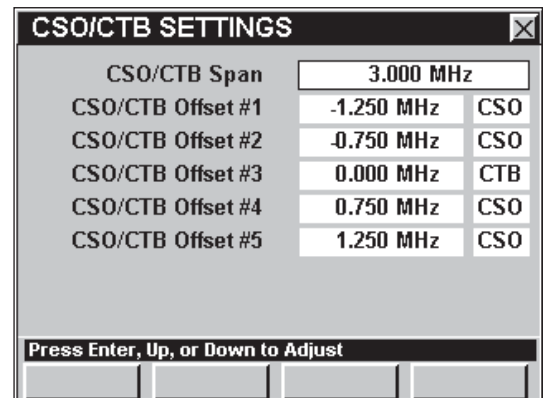 CSO/CTB SETTINGS
CSO/CTB Span 3.000 MHz
CSO/CTB Offset #1 -1.250 MHz CSO
CSO/CTB Offset #2 -0.750 MHz CSO
CSO/CTB Offset #3 0.000 MHz CTB
CSO/CTB Offset #4 0.750 MHz CSO
CSO/CTB Offset #5 1.250 MHz CSO
Press Enter, Up, or Down to Adjust